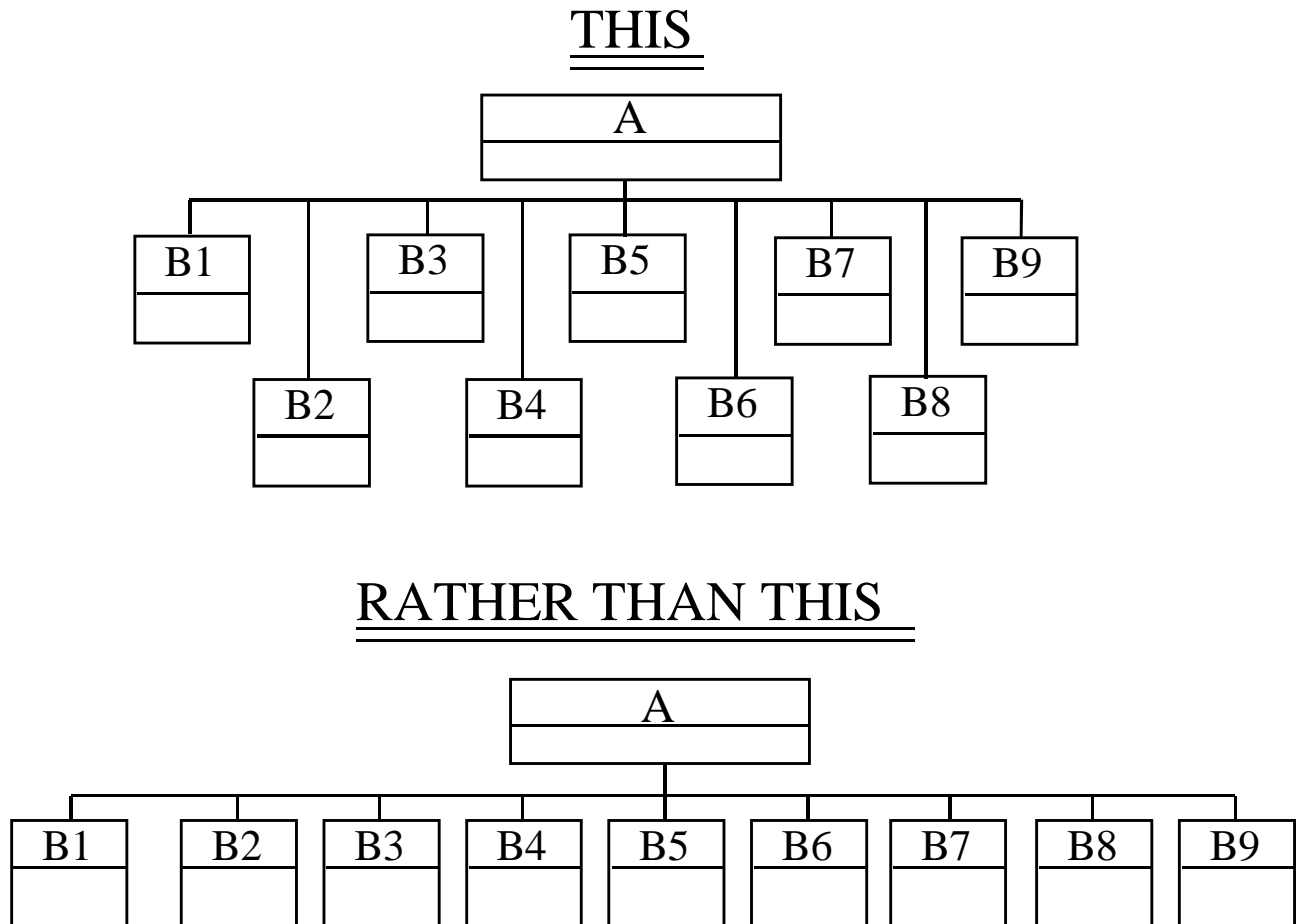 THIS
A
B1 B3 B5 B7 B9
B2 B4 B6 B8
RATHER THAN THIS
A
B1 B2 B3 B4 B5 B6 B7 B8 B9